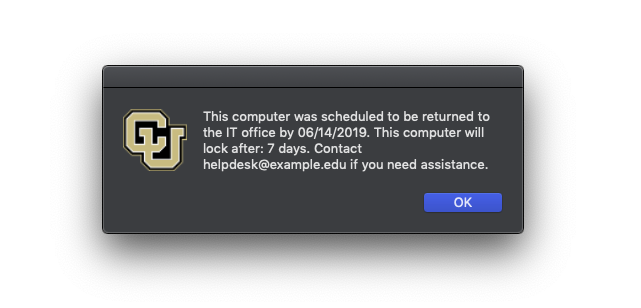 CU
This computer was scheduled to be returned to
the IT office by 06/14/2019. This computer will
lock after: 7 days. Contact
helpdesk@example.edu if you need assistance.
OK